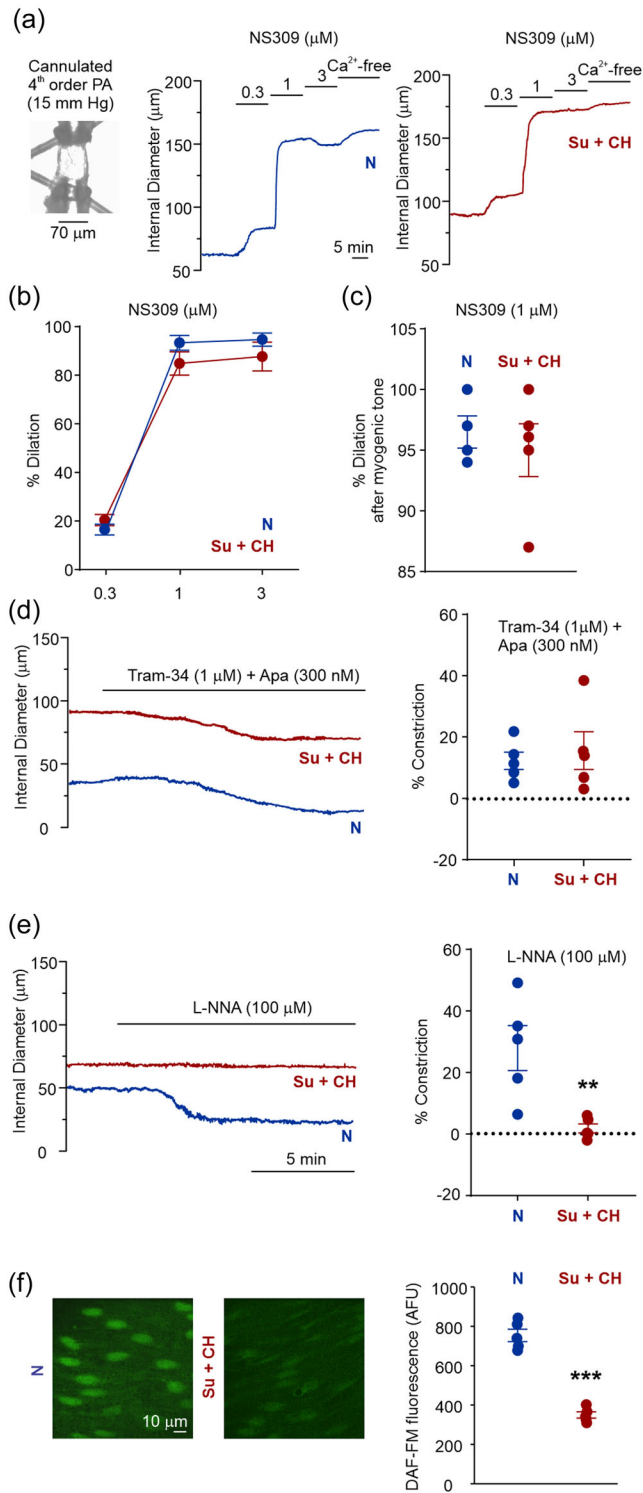 (a)
Cannulated
4th order PA
(15 mm Hg)
70 µm
NS309 (µM)
0.3 1 3 Ca2+-free
Internal Diameter (µm)
200
150
100
50
N
5 min
NS309 (µM)
0.3 1 3 Ca2+-free
Internal Diameter (µm)
200
150
100
50
Su + CH
(b)
NS309 (µM)
% Dilation
100
80
60
40
20
0
0.3 1 3
N
Su + CH
(c)
NS309 (1 µM)
N Su + CH
% Dilation
after myogenic tone
105
100
95
90
85
(d)
Internal Diameter (µm)
150
100
50
0
Tram-34 (1 µM) + Apa (300 nM)
Su + CH
N
Tram-34 (1µM) +
Apa (300 nM)
% Constriction
60
40
20
0
-20
N Su + CH
(e)
Internal Diameter (µm)
150
100
50
0
L-NNA (100 µM)
Su + CH
N
5 min
L-NNA (100 µM)
% Constriction
60
40
20
0
-20
**
N Su + CH
(f)
N
10 µm
Su + CH
N Su + CH
DAF-FM fluorescence (AFU)
1000
800
600
400
200
0
***